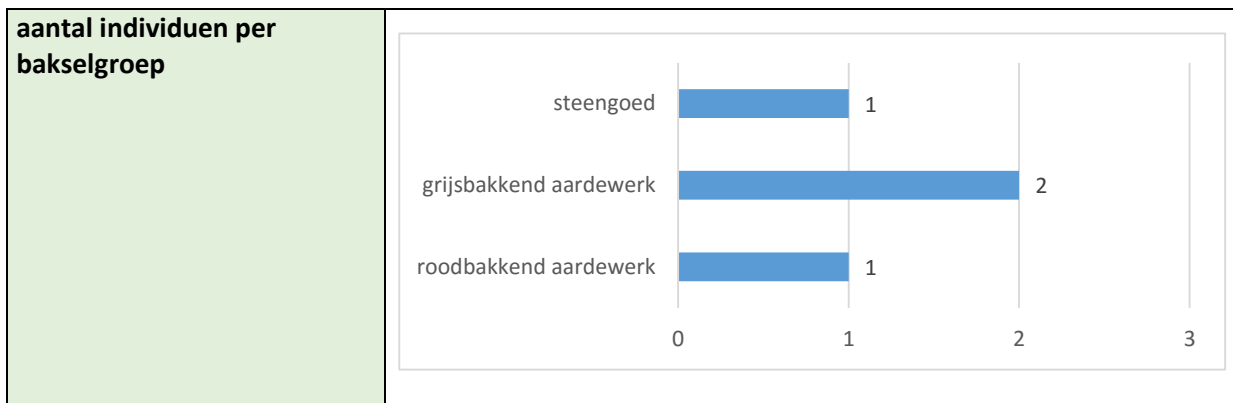 aantal individuen per
bakselgroep
steengoed 1
grijsbakkend aardewerk 2
roodbakkend aardewerk 1
0 1 2 3